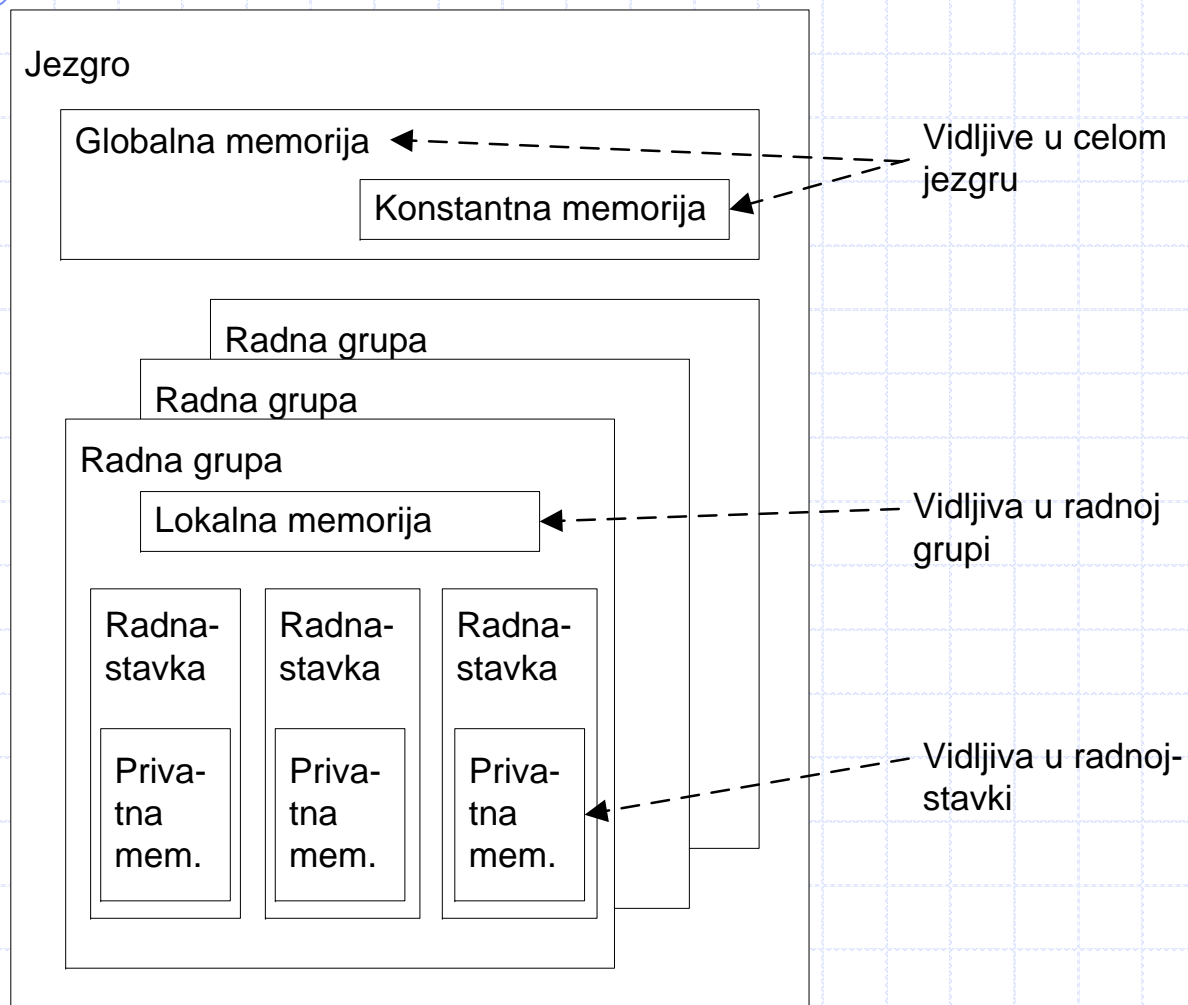 Jezgro
Globalna memorija
Konstantna memorija
Vidljive u celom
jezgru
Radna grupa
Radna grupa
Radna grupa
Lokalna memorija
Vidljiva u radnoj
grupi
Radna-
stavka
Radna-
stavka
Radna-
stavka
Priva-
tna
mem.
Priva-
tna
mem.
Priva-
tna
mem.
Vidljiva u radnoj-
stavki